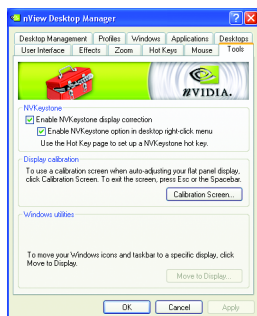 nView Desktop Manager
Desktop Management Profiles Windows Applications Desktops
User Interface Effects Zoom Hot Keys Mouse Tools
NVIDIA.
NVKeystone
Enable NVKeystone display correction
Enable NVKeystone option in desktop right-click menu
Use the Hot Key page to set up a NVKeystone hot key.
Display calibration
To use a calibration screen when auto-adjusting your flat panel display,
click Calibration Screen. To exit the screen, press Esc or the Spacebar.
Calibration Screen...
Windows utilities
To move your Windows icons and taskbar to a specific display, click
Move to Display.
Move to Display...
OK Cancel Apply